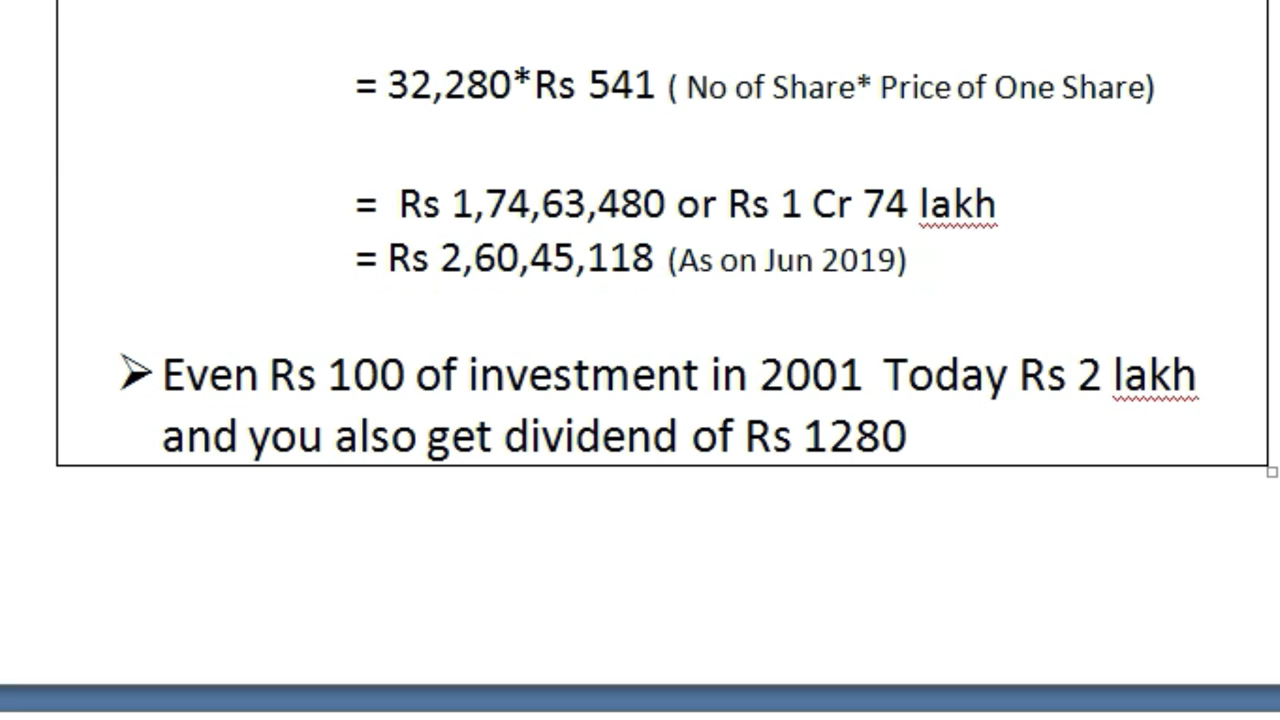 = 32,280*Rs 541 ( No of Share* Price of One Share)
= Rs 1,74,63,480 or Rs 1 Cr 74 lakh
= Rs 2,60,45,118 (As on Jun 2019)
Even Rs 100 of investment in 2001 Today Rs 2 lakh
and you also get dividend of Rs 1280